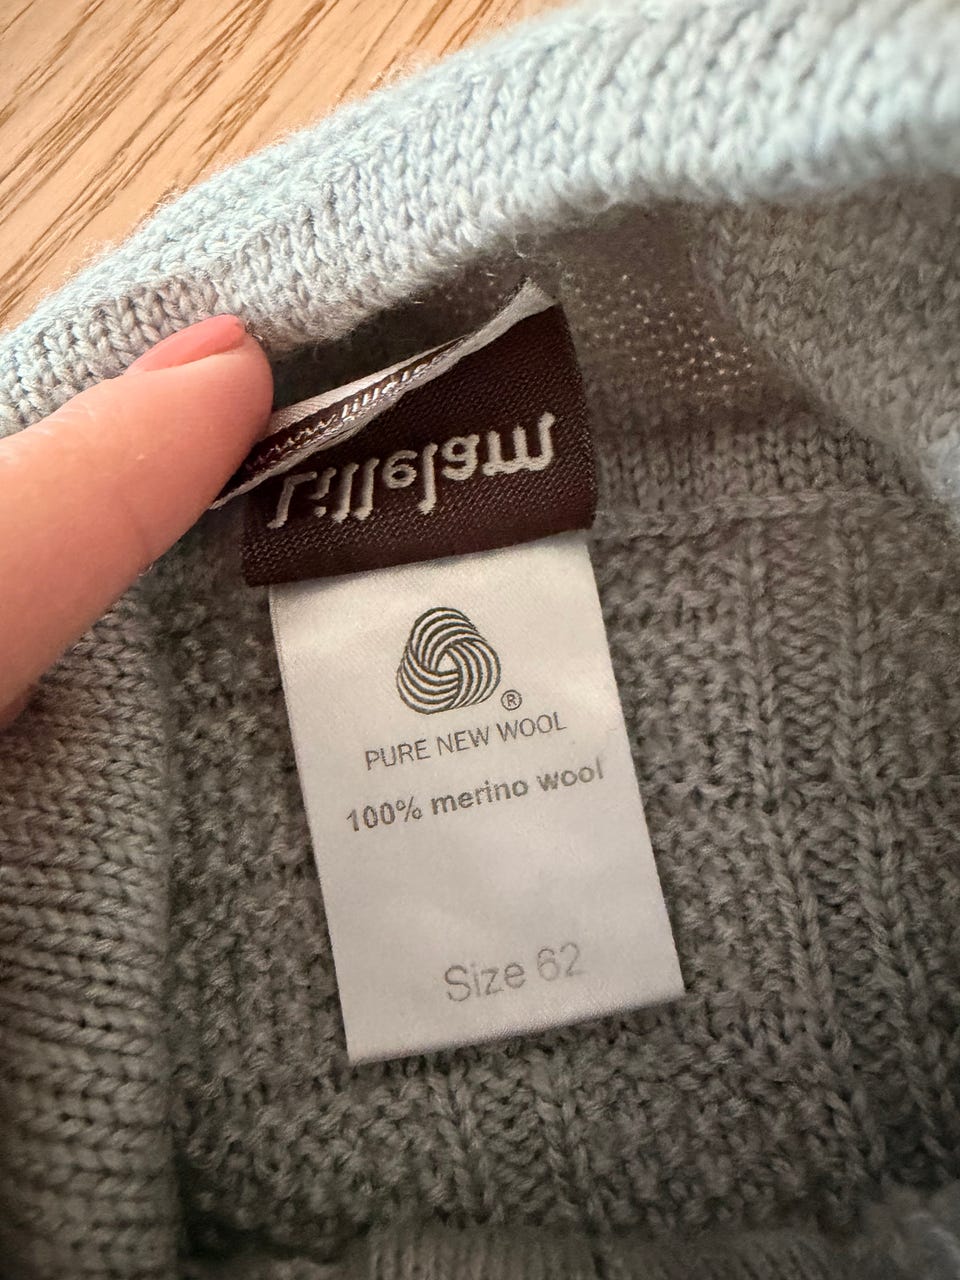 Lillelam
®
PURE NEW WOOL
100% merino wool
Size 62